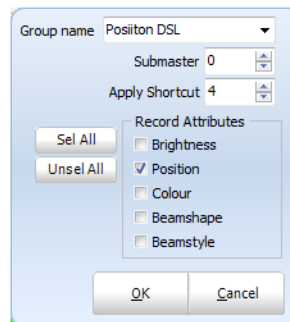 Group name Posiiton DSL
Submaster 0
Apply Shortcut 4
Record Attributes
Sel All
Brightness
Unsel All
Position
Colour
Beamshape
Beamstyle
OK Cancel